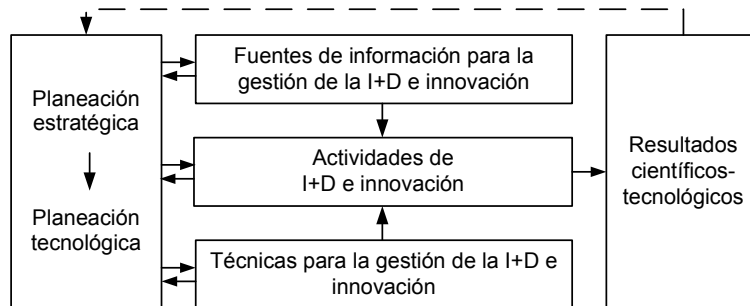 Planeación
estratégica
Planeación
tecnológica
Fuentes de información para la
gestión de la I+D e innovación
Actividades de
I+D e innovación
Técnicas para la gestión de la I+D e
innovación
Resultados
científicos-
tecnológicos